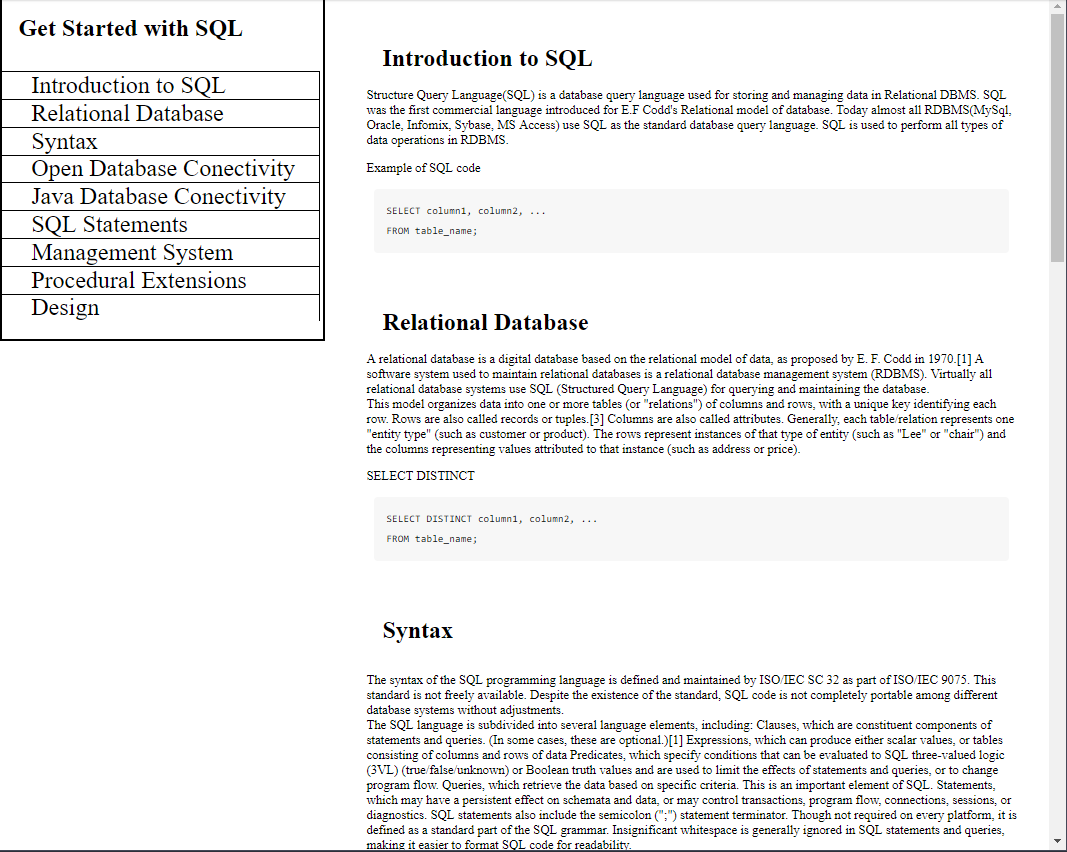 Get Started with SQL
Introduction to SQL
Relational Database
Syntax
Open Database Conectivity
Java Database Conectivity
SQL Statements
Management System
Procedural Extensions
Design
Introduction to SQL
Structure Query Language(SQL) is a database query language used for storing and managing data in Relational DBMS. SQL
was the first commercial language introduced for E.F Codd's Relational model of database. Today almost all RDBMS(MySql,
Oracle, Infomix, Sybase, MS Access) use SQL as the standard database query language. SQL is used to perform all types of
data operations in RDBMS.
Example of SQL code
SELECT column1, column2, ...
FROM table_name;
Relational Database
A relational database is a digital database based on the relational model of data, as proposed by E. F. Codd in 1970.[1] A
software system used to maintain relational databases is a relational database management system (RDBMS). Virtually all
relational database systems use SQL (Structured Query Language) for querying and maintaining the database.
This model organizes data into one or more tables (or "relations") of columns and rows, with a unique key identifying each
row. Rows are also called records or tuples.[3] Columns are also called attributes. Generally, each table/relation represents one
"entity type" (such as customer or product). The rows represent instances of that type of entity (such as "Lee" or "chair") and
the columns representing values attributed to that instance (such as address or price).
SELECT DISTINCT
SELECT DISTINCT column1, column2, ...
FROM table_name;
Syntax
The syntax of the SQL programming language is defined and maintained by ISO/IEC SC 32 as part of ISO/IEC 9075. This
standard is not freely available. Despite the existence of the standard, SQL code is not completely portable among different
database systems without adjustments.
The SQL language is subdivided into several language elements, including: Clauses, which are constituent components of
statements and queries. (In some cases, these are optional.)[1] Expressions, which can produce either scalar values, or tables
consisting of columns and rows of data Predicates, which specify conditions that can be evaluated to SQL three-valued logic
(3VL) (true/false/unknown) or Boolean truth values and are used to limit the effects of statements and queries, or to change
program flow. Queries, which retrieve the data based on specific criteria. This is an important element of SQL. Statements,
which may have a persistent effect on schemata and data, or may control transactions, program flow, connections, sessions, or
diagnostics. SQL statements also include the semicolon (";") statement terminator. Though not required on every platform, it is
defined as a standard part of the SQL grammar. Insignificant whitespace is generally ignored in SQL statements and queries,
making it easier to format SQL code for readability.